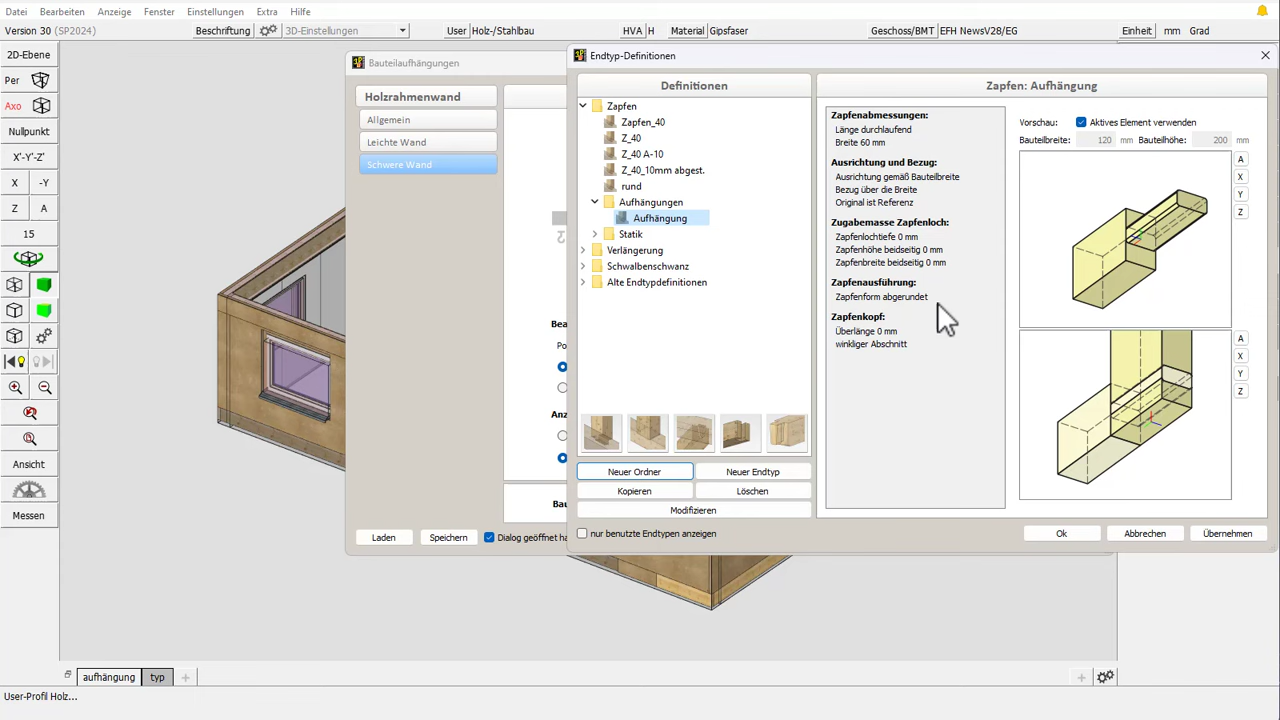 Datei Bearbeiten Anzeige Fenster Einstellungen Extra Hilfe
Version 30 (SP2024) Beschriftung 3D-Einstellungen User Holz-/Stahlbau HVA H Material Gipsfaser Geschoss/BMT EFH NewsV28/EG Einheit mm Grad
2D-Ebene
Per
Axo
Nullpunkt
X'-Y'-Z'
X -Y
Z A
15
Ansicht
Messen
Bauteilaufhängungen
Holzrahmenwand
Allgemein
Leichte Wand
Schwere Wand
Bea
Po
Anz
Bau
Laden Speichern Dialog geöffnet ha
Endtyp-Definitionen
Definitionen
Zapfen
Zapfen_40
Z_40
Z_40 A-10
Z_40_10mm abgest.
rund
Aufhängungen
Aufhängung
Statik
Verlängerung
Schwalbenschwanz
Alte Endtypdefinitionen
Neuer Ordner Neuer Endtyp
Kopieren Löschen
Modifizieren
nur benutzte Endtypen anzeigen
Zapfen: Aufhängung
Zapfenabmessungen:
Länge durchlaufend
Breite 60 mm
Ausrichtung und Bezug:
Ausrichtung gemäß Bauteilbreite
Bezug über die Breite
Original ist Referenz
Zugabemasse Zapfenloch:
Zapfenlochtiefe 0 mm
Zapfenhöhe beidseitig 0 mm
Zapfenbreite beidseitig 0 mm
Zapfenausführung:
Zapfenform abgerundet
Zapfenkopf:
Überlänge 0 mm
winkliger Abschnitt
Vorschau: Aktives Element verwenden
Bauteilbreite: 120 mm Bauteilhöhe: 200 mm
A
X
Y
Z
A
X
Y
Z
Ok Abbrechen Übernehmen
aufhängung typ
User-Profil Holz...